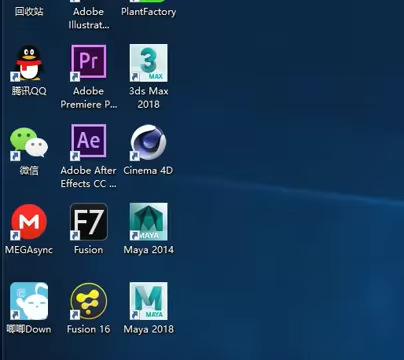 回收站
Adobe
Illustrat...
PlantFactory
腾讯QQ
Pr
Adobe
Premiere P...
3
MAX
3ds Max
2018
微信
Ae
Adobe After
Effects CC ...
Cinema 4D
M
MEGAsync
F7
Fusion
MAYA
Maya 2014
唧唧Down
Fusion 16
M
MAYA
Maya 2018